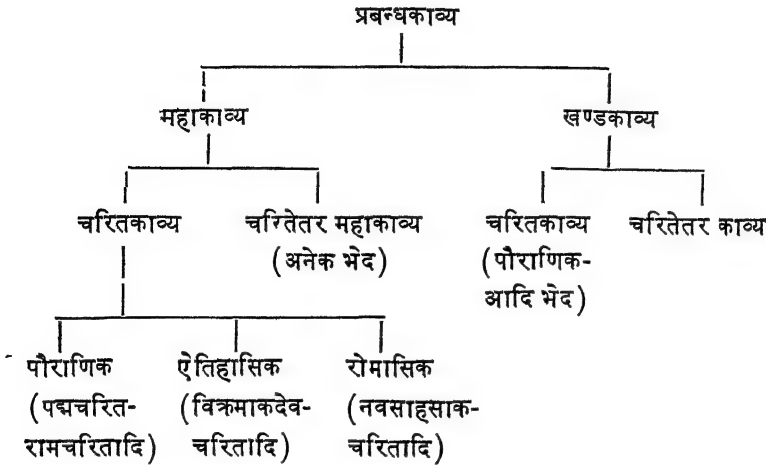 प्रबन्धकाव्य
महाकाव्य खण्डकाव्य
चरितकाव्य चरितेतर महाकाव्य चरितकाव्य चरितेतर काव्य
(अनेक भेद) (पौराणिक-
आदि भेद)
पौराणिक ऐतिहासिक रोमासिक
(पद्मचरित- (विक्रमाकदेव- (नवसाहसाक-
रामचरितादि) चरितादि) चरितादि)